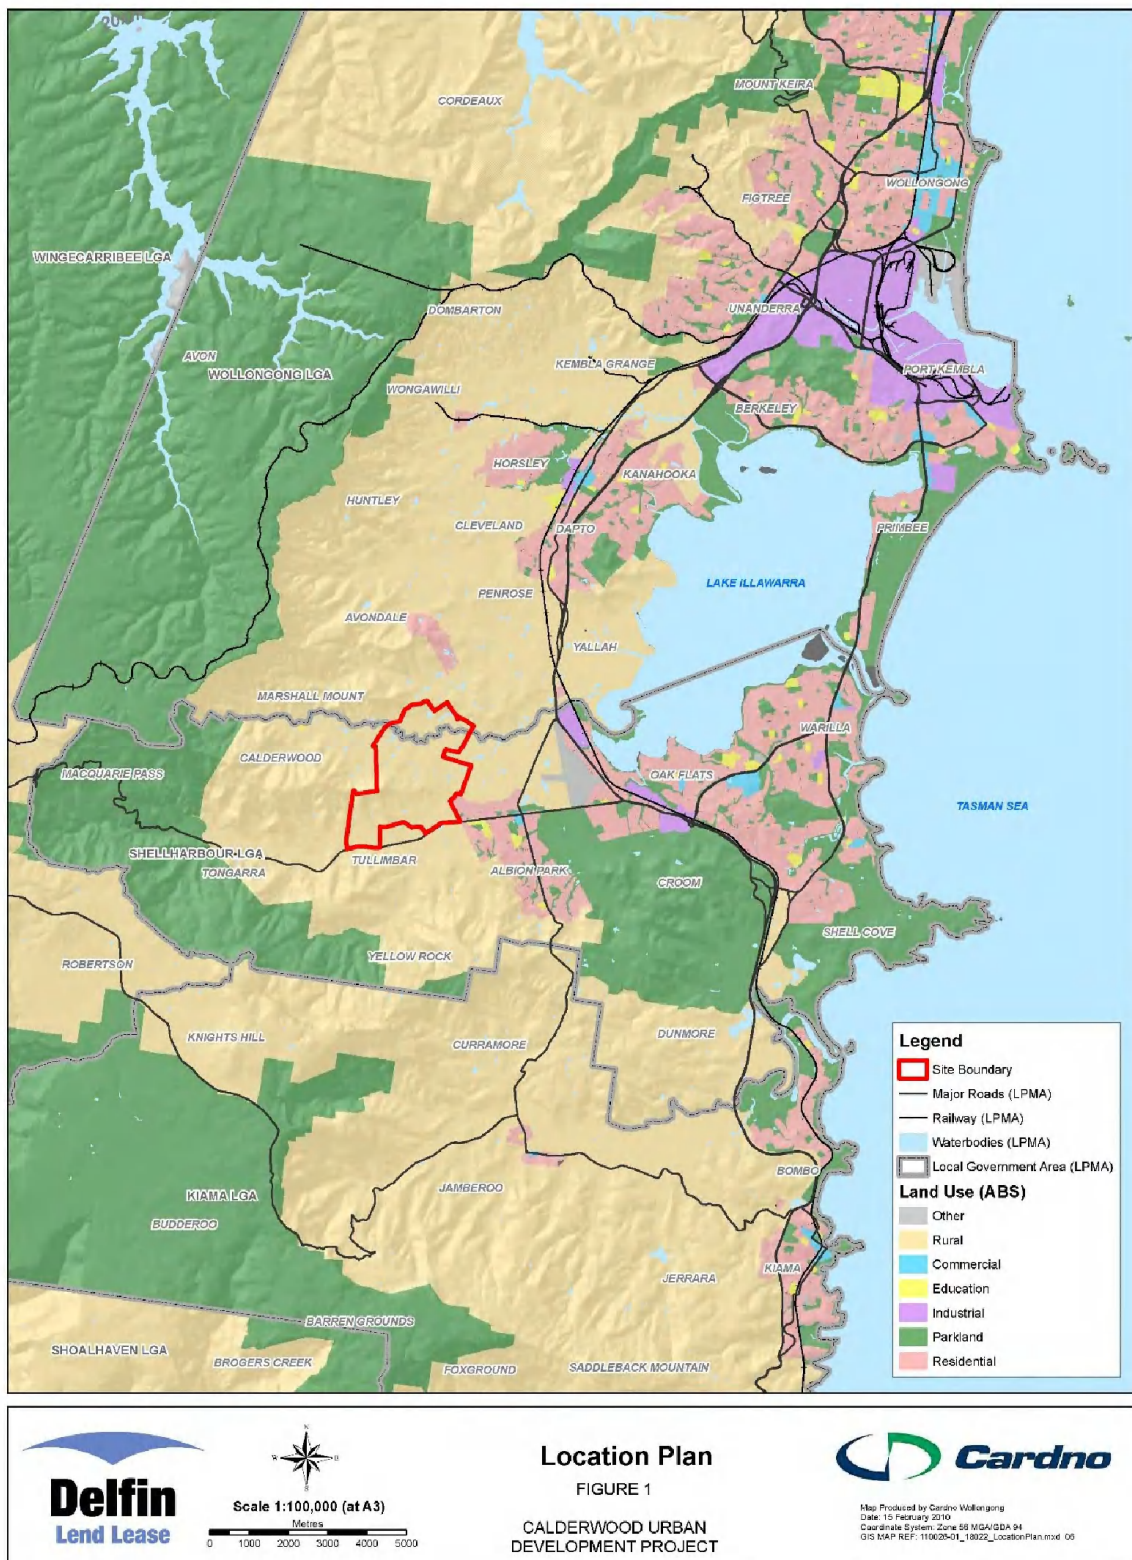 CORDEAUX
MOUNT KEIRA
WOLLONGONG
FIGTREE
WINGECARRIBEE LGA
UNANDERRA
DOMBARTON
AVON
WOLLONGONG LGA
KEMBLA GRANGE
PORT KEMBLA
WONGAWILLI
BERKELEY
HORSLEY
KANAHOOKA
HUNTLEY
CLEVELAND
DAPTO
PRIMBEE
LAKE ILLAWARRA
PENROSE
AVONDALE
YALLAH
MARSHALL MOUNT
WARILLA
CALDERWOOD
MACQUARIE PASS
OAK FLATS
TASMAN SEA
SHELLHARBOUR LGA
TULLIMBAR
TONGARRA
ALBION PARK
CROOM
SHELL COVE
YELLOW ROCK
ROBERTSON
KNIGHTS HILL
CURRAMORE
DUNMORE
Legend
Site Boundary
Major Roads (LPMA)
Railway (LPMA)
Waterbodies (LPMA)
Local Government Area (LPMA)
Land Use (ABS)
Other
Rural
Commercial
Education
Industrial
Parkland
Residential
BOMBO
JAMBEROO
KIAMA LGA
BUDDEROO
KIAMA
JERRARA
BARREN GROUNDS
SHOALHAVEN LGA
BROGERS CREEK
FOXGROUND
SADDLEBACK MOUNTAIN
Delfin
Lend Lease
N
W
E
S
Scale 1:100,000 (at A3)
Metres
0 1000 2000 3000 4000 5000
Location Plan
FIGURE 1
CALDERWOOD URBAN
DEVELOPMENT PROJECT
Cardno
Map Produced by Cardno Wollongong
Date: 15 February 2010
Coordinate System: Zone 56 MGA/GDA 94
GIS MAP REF: 110026-01_18022_LocationPlan.mxd 06